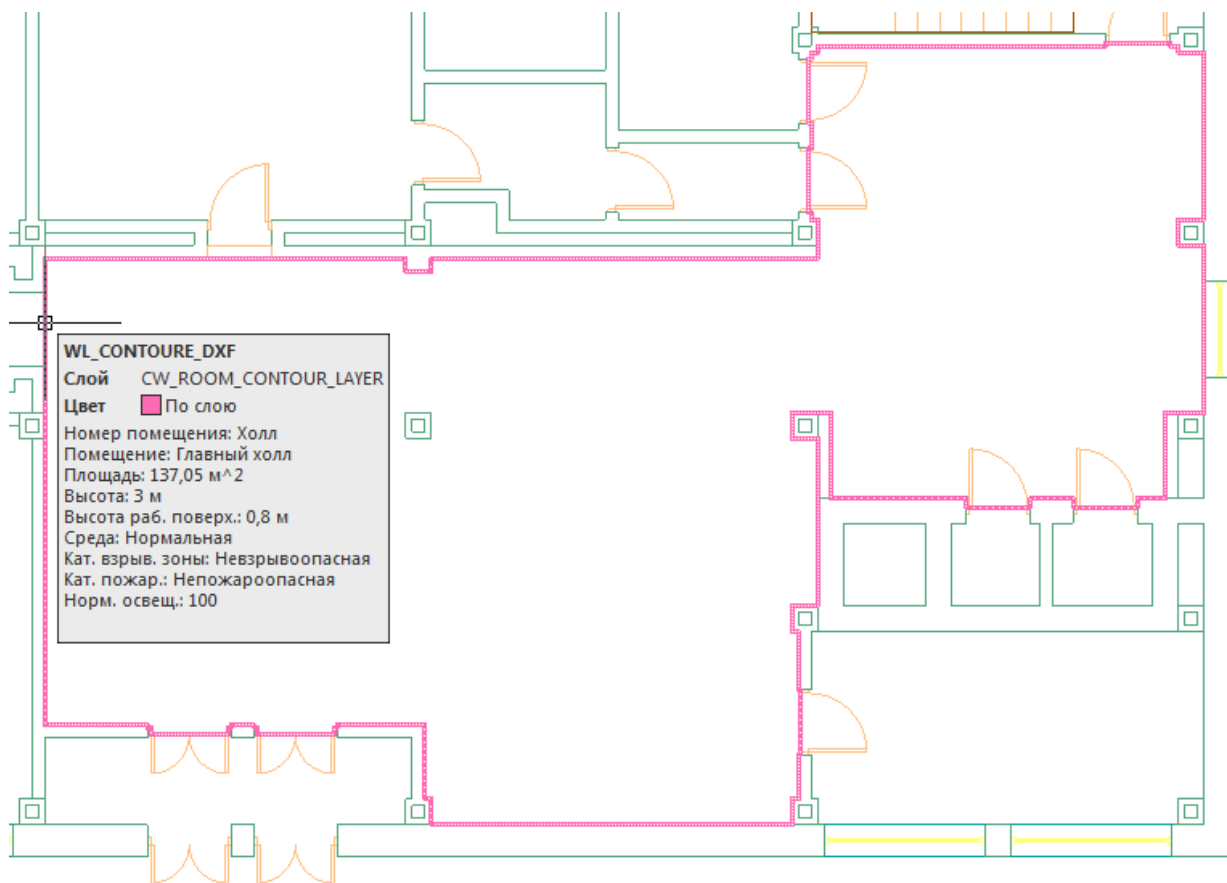 WL_CONTOURE_DXF
Слой CW_ROOM_CONTOUR_LAYER
Цвет По слою
Номер помещения: Холл
Помещение: Главный холл
Площадь: 137,05 м^2
Высота: 3 м
Высота раб. поверх.: 0,8 м
Среда: Нормальная
Кат. взрыв. зоны: Невзрывоопасная
Кат. пожар.: Непожароопасная
Норм. освещ.: 100